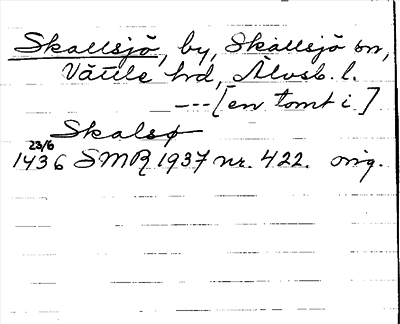 Skallsjö, by, Skallsjö sn,
Vättle hd, Älvsb. l.
---[en tomt i]
Skalsø
23/6
1436 SMR 1937 nr. 422. orig.